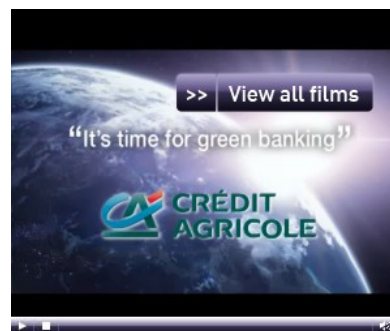 >> View all films
“It's time for green banking”
CRÉDIT
AGRICOLE